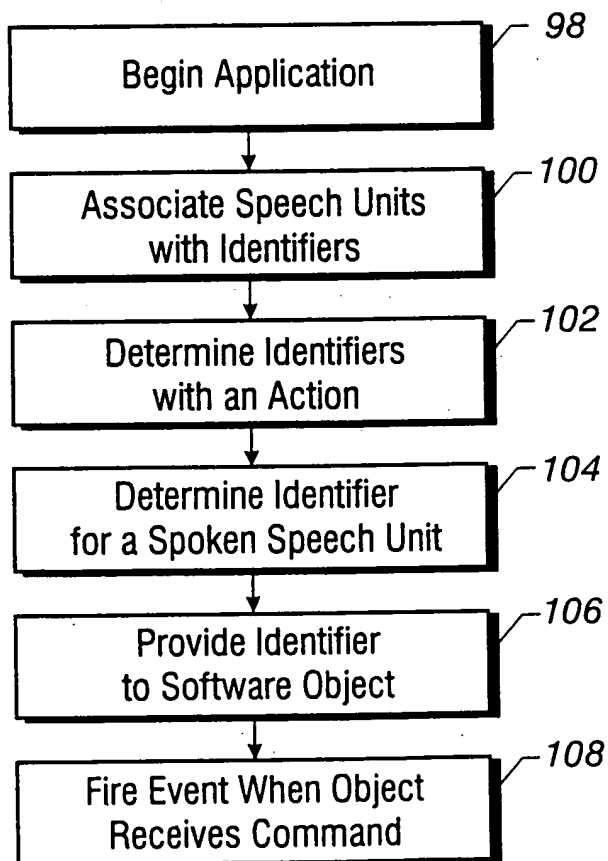 98
Begin Application
100
Associate Speech Units
with Identifiers
102
Determine Identifiers
with an Action
104
Determine Identifier
for a Spoken Speech Unit
106
Provide Identifier
to Software Object
108
Fire Event When Object
Receives Command